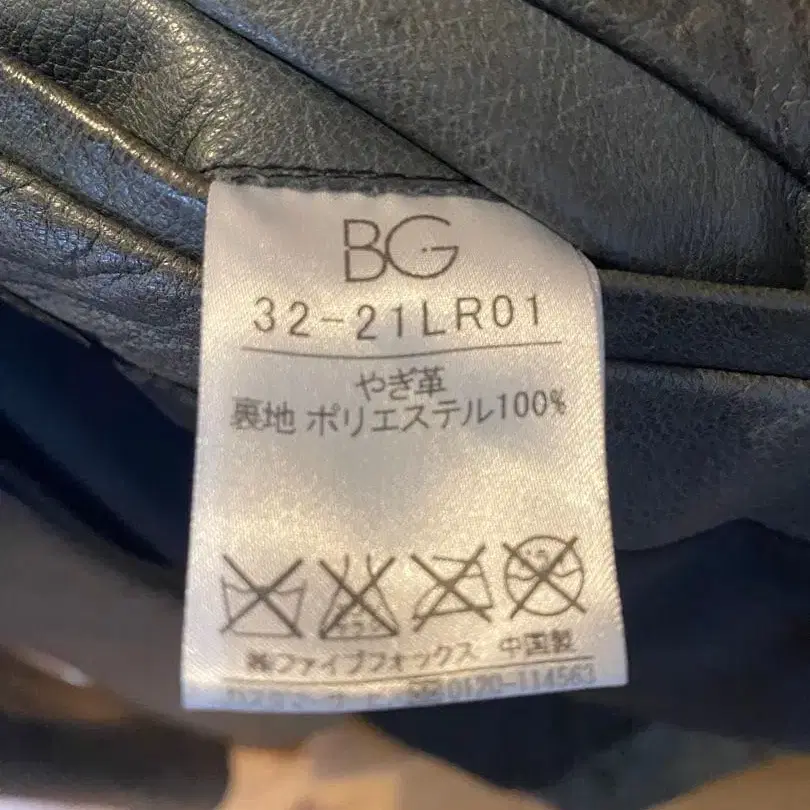 BG
32-21LR01
やぎ革
裏地 ポリエステル100%
㈱ファイブフォックス 中国製
0120-114563